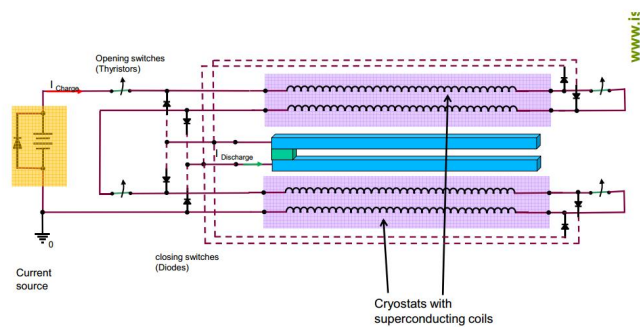 www.is
Opening switches
(Thyristors)
I Charge
I Discharge
0
closing switches
(Diodes)
Current
source
Cryostats with
superconducting coils